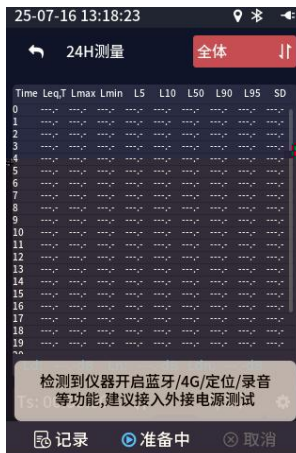 25-07-16 13:18:23
24H测量
全体
Time Leq,T Lmax Lmin L5 L10 L50 L90 L95 SD
0 ---.- ---.- ---.- ---.- ---.- ---.- ---.- ---.- ---.-
1 ---.- ---.- ---.- ---.- ---.- ---.- ---.- ---.- ---.-
2 ---.- ---.- ---.- ---.- ---.- ---.- ---.- ---.- ---.-
3 ---.- ---.- ---.- ---.- ---.- ---.- ---.- ---.- ---.-
4 ---.- ---.- ---.- ---.- ---.- ---.- ---.- ---.- ---.-
5 ---.- ---.- ---.- ---.- ---.- ---.- ---.- ---.- ---.-
6 ---.- ---.- ---.- ---.- ---.- ---.- ---.- ---.- ---.-
7 ---.- ---.- ---.- ---.- ---.- ---.- ---.- ---.- ---.-
8 ---.- ---.- ---.- ---.- ---.- ---.- ---.- ---.- ---.-
9 ---.- ---.- ---.- ---.- ---.- ---.- ---.- ---.- ---.-
10 ---.- ---.- ---.- ---.- ---.- ---.- ---.- ---.- ---.-
11 ---.- ---.- ---.- ---.- ---.- ---.- ---.- ---.- ---.-
12 ---.- ---.- ---.- ---.- ---.- ---.- ---.- ---.- ---.-
13 ---.- ---.- ---.- ---.- ---.- ---.- ---.- ---.- ---.-
14 ---.- ---.- ---.- ---.- ---.- ---.- ---.- ---.- ---.-
15 ---.- ---.- ---.- ---.- ---.- ---.- ---.- ---.- ---.-
16 ---.- ---.- ---.- ---.- ---.- ---.- ---.- ---.- ---.-
17 ---.- ---.- ---.- ---.- ---.- ---.- ---.- ---.- ---.-
18 ---.- ---.- ---.- ---.- ---.- ---.- ---.- ---.- ---.-
19 ---.- ---.- ---.- ---.- ---.- ---.- ---.- ---.- ---.-
检测到仪器开启蓝牙/4G/定位/录音
等功能,建议接入外接电源测试
记录 准备中 取消